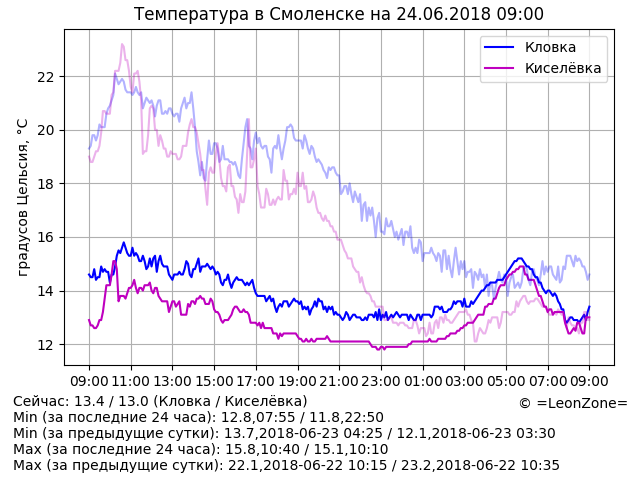 Температура в Смоленске на 24.06.2018 09:00
Кловка
Киселёвка
градусов Цельсия, °C
22
20
18
16
14
12
09:00 11:00 13:00 15:00 17:00 19:00 21:00 23:00 01:00 03:00 05:00 07:00 09:00
Сейчас: 13.4 / 13.0 (Кловка / Киселёвка)
© =LeonZone=
Min (за последние 24 часа): 12.8,07:55 / 11.8,22:50
Min (за предыдущие сутки): 13.7,2018-06-23 04:25 / 12.1,2018-06-23 03:30
Max (за последние 24 часа): 15.8,10:40 / 15.1,10:10
Max (за предыдущие сутки): 22.1,2018-06-22 10:15 / 23.2,2018-06-22 10:35